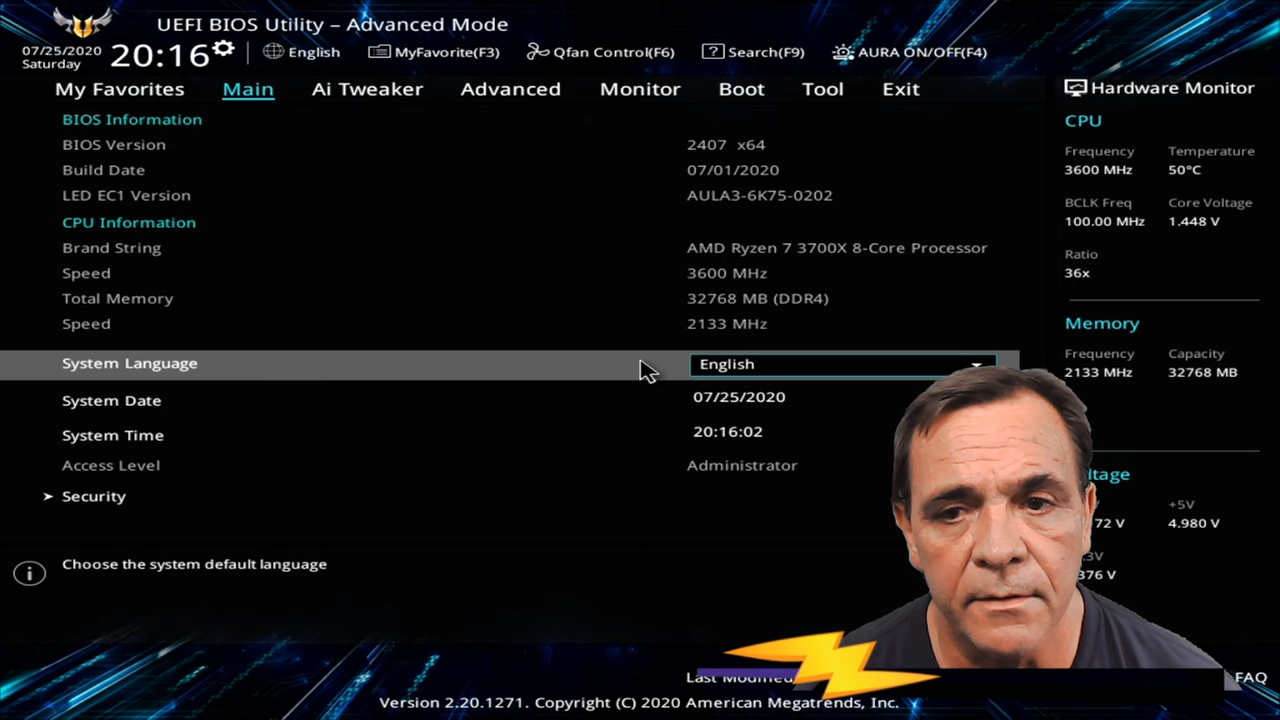 UEFI BIOS Utility – Advanced Mode
07/25/2020
Saturday
20:16
English
MyFavorite(F3)
Qfan Control(F6)
Search(F9)
AURA ON/OFF(F4)
My Favorites Main Ai Tweaker Advanced Monitor Boot Tool Exit
BIOS Information
BIOS Version 2407 x64
Build Date 07/01/2020
LED EC1 Version AULA3-6K75-0202
CPU Information
Brand String AMD Ryzen 7 3700X 8-Core Processor
Speed 3600 MHz
Total Memory 32768 MB (DDR4)
Speed 2133 MHz
System Language English
System Date 07/25/2020
System Time 20:16:02
Access Level Administrator
Security
Choose the system default language
Hardware Monitor
CPU
Frequency Temperature
3600 MHz 50°C
BCLK Freq Core Voltage
100.00 MHz 1.448 V
Ratio
36x
Memory
Frequency Capacity
2133 MHz 32768 MB
ltage
+5V
72 V 4.980 V
3V
376 V
Last Modified
FAQ
Version 2.20.1271. Copyright (C) 2020 American Megatrends, Inc.